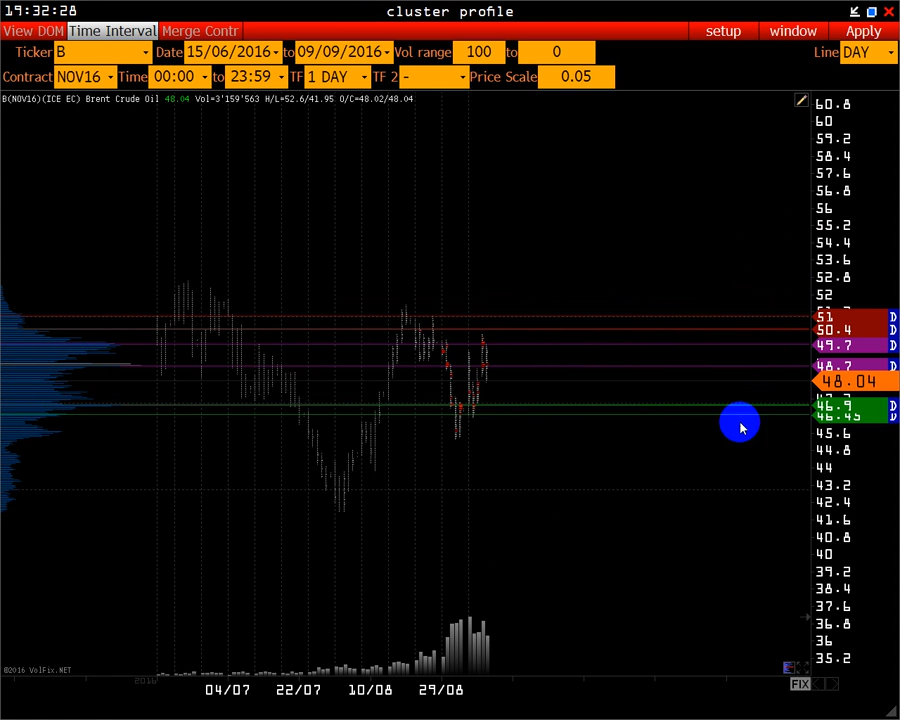 19:32:28 cluster profile
View DOM Time Interval Merge Contr setup window Apply
Ticker B Date 15/06/2016 to 09/09/2016 Vol range 100 to 0 Line DAY
Contract NOV16 Time 00:00 to 23:59 TF 1 DAY TF 2 - Price Scale 0.05
B(NOV16)(ICE EC) Brent Crude Oil 48.04 Vol=3'159'563 H/L=52.6/41.95 O/C=48.02/48.04
60.8
60
59.2
58.4
57.6
56.8
56
55.2
54.4
53.6
52.8
52
51 D
50.4 D
49.7 D
48.7 D
48.04
46.9 D
46.45 D
45.6
44.8
44
43.2
42.4
41.6
40.8
40
39.2
38.4
37.6
36.8
36
35.2
©2016 VolFix.NET
2016
04/07 22/07 10/08 29/08
FIX